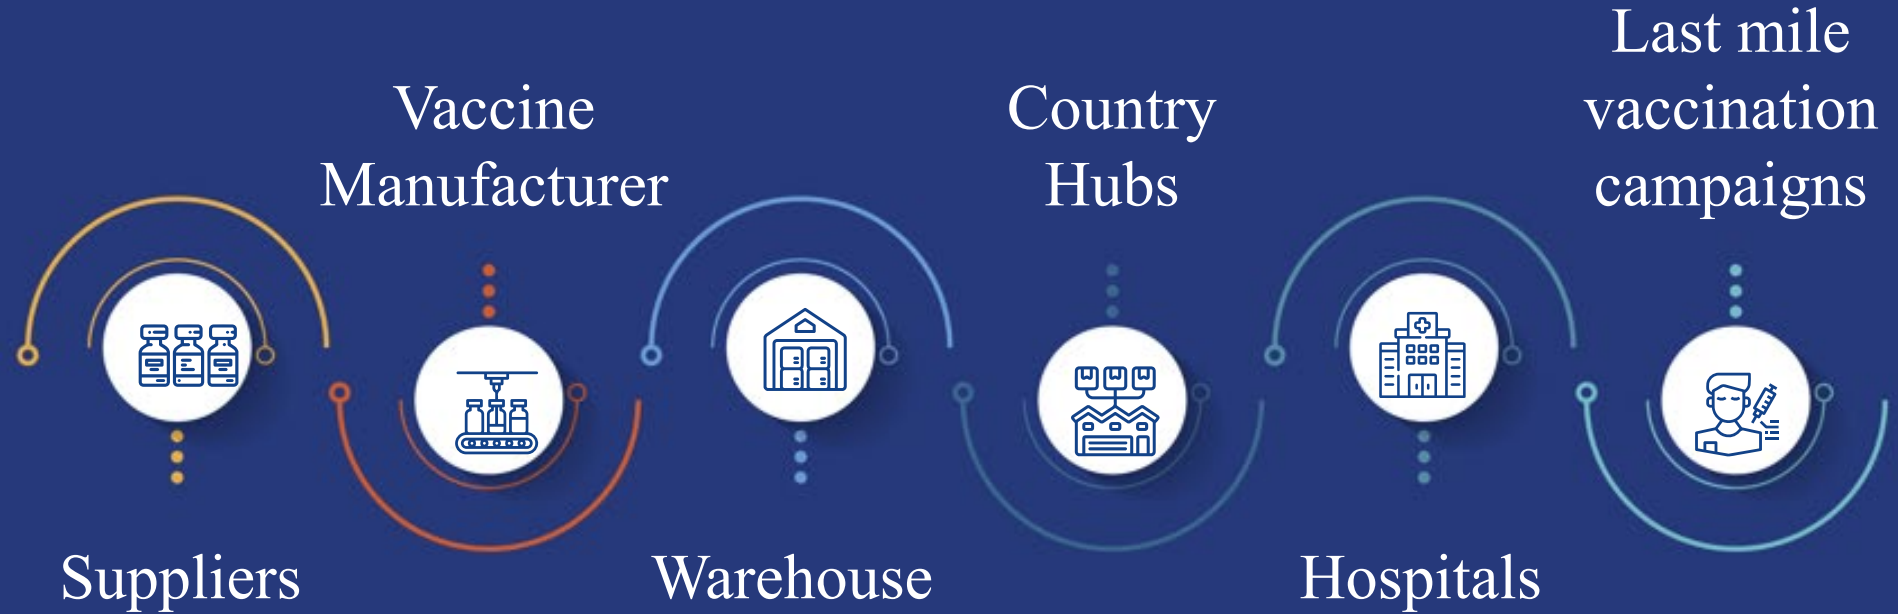 Suppliers
Vaccine
Manufacturer
Warehouse
Country
Hubs
Hospitals
Last mile
vaccination
campaigns